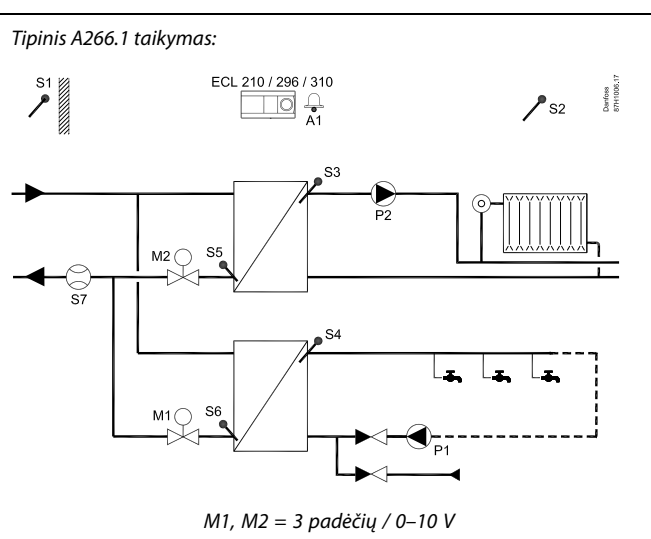 Tipinis A266.1 taikymas:
S1
ECL 210 / 296 / 310
A1
S2
Danfoss
87H1006.17
S3
P2
M2
S5
S7
S4
M1
S6
P1
M1, M2 = 3 padėčių / 0–10 V